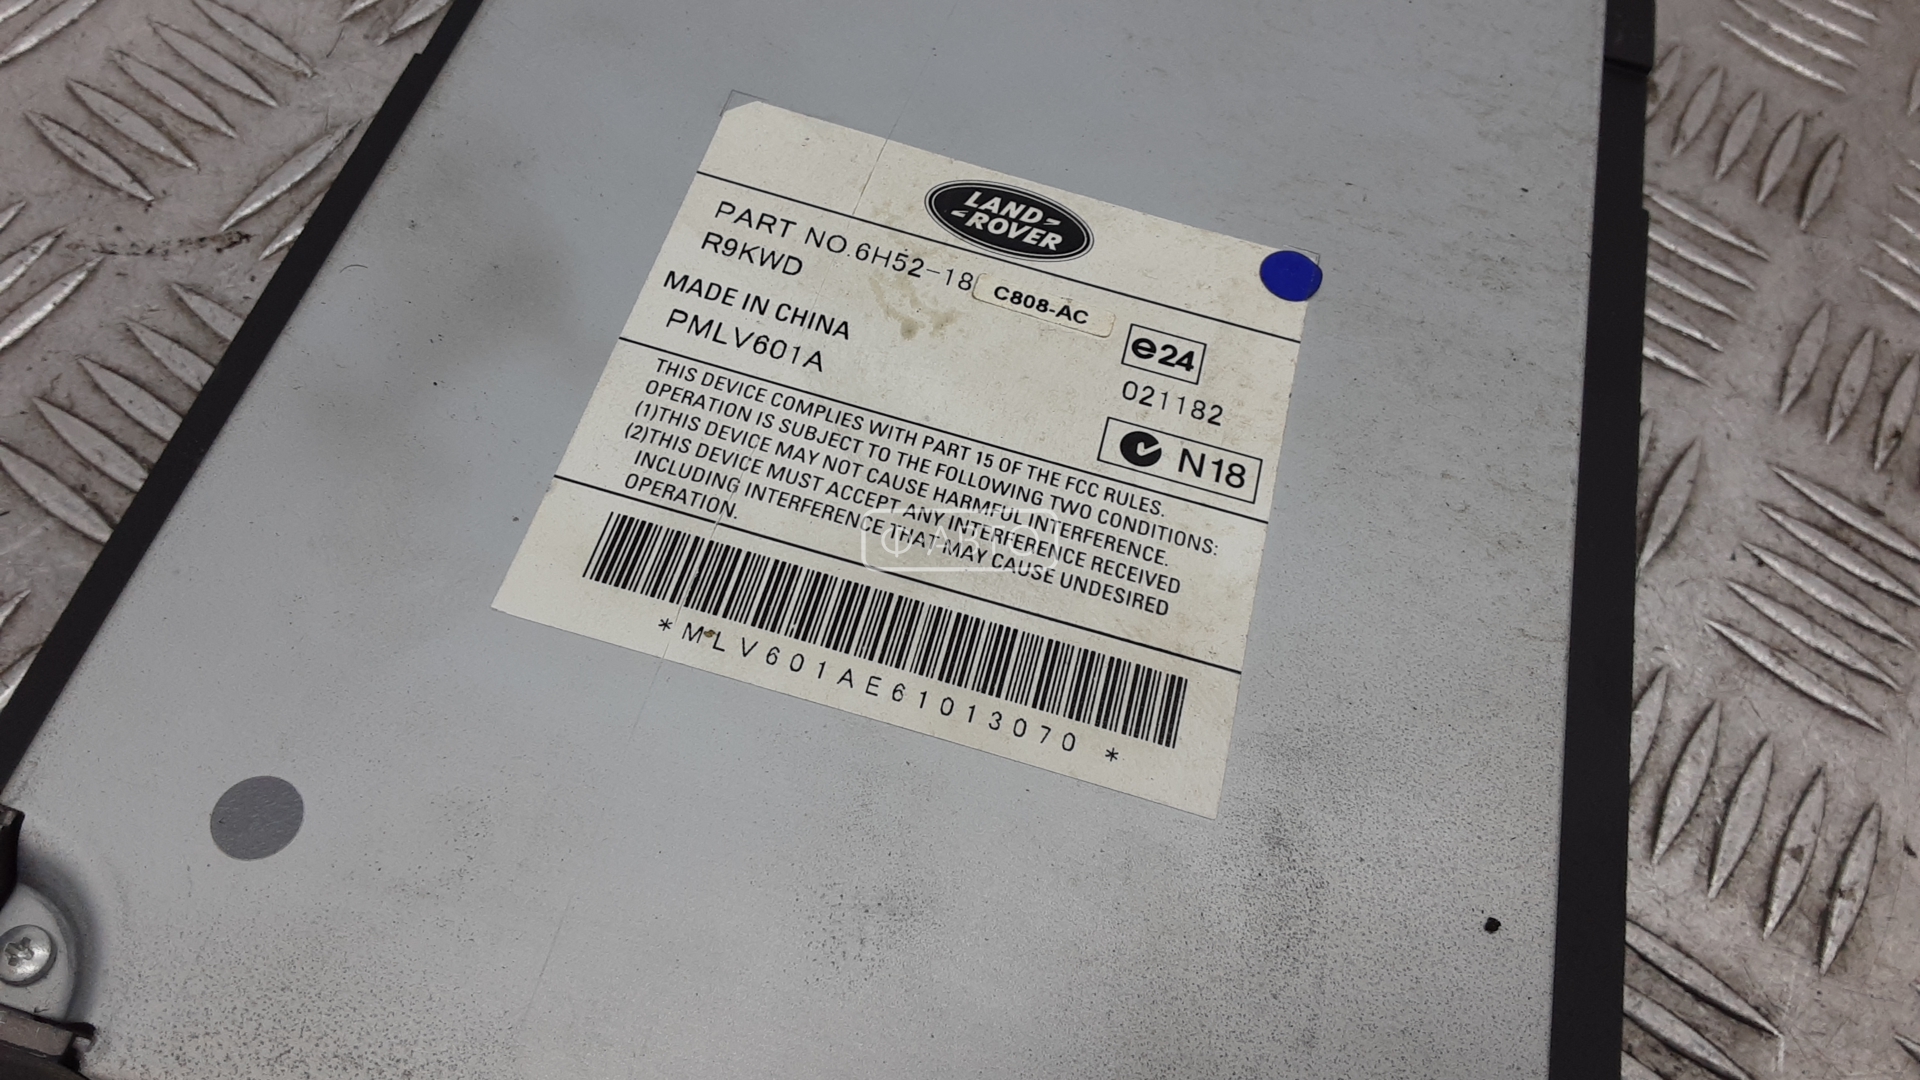 LAND-
-ROVER
PART NO.6H52-18 C808-AC
R9KWD
MADE IN CHINA
PMLV601A
e24
021182
N18
THIS DEVICE COMPLIES WITH PART 15 OF THE FCC RULES.
OPERATION IS SUBJECT TO THE FOLLOWING TWO CONDITIONS:
(1)THIS DEVICE MAY NOT CAUSE HARMFUL INTERFERENCE.
(2)THIS DEVICE MUST ACCEPT ANY INTERFERENCE RECEIVED
INCLUDING INTERFERENCE THAT MAY CAUSE UNDESIRED
OPERATION.
Ф АВТО
*MLV601AE61013070*